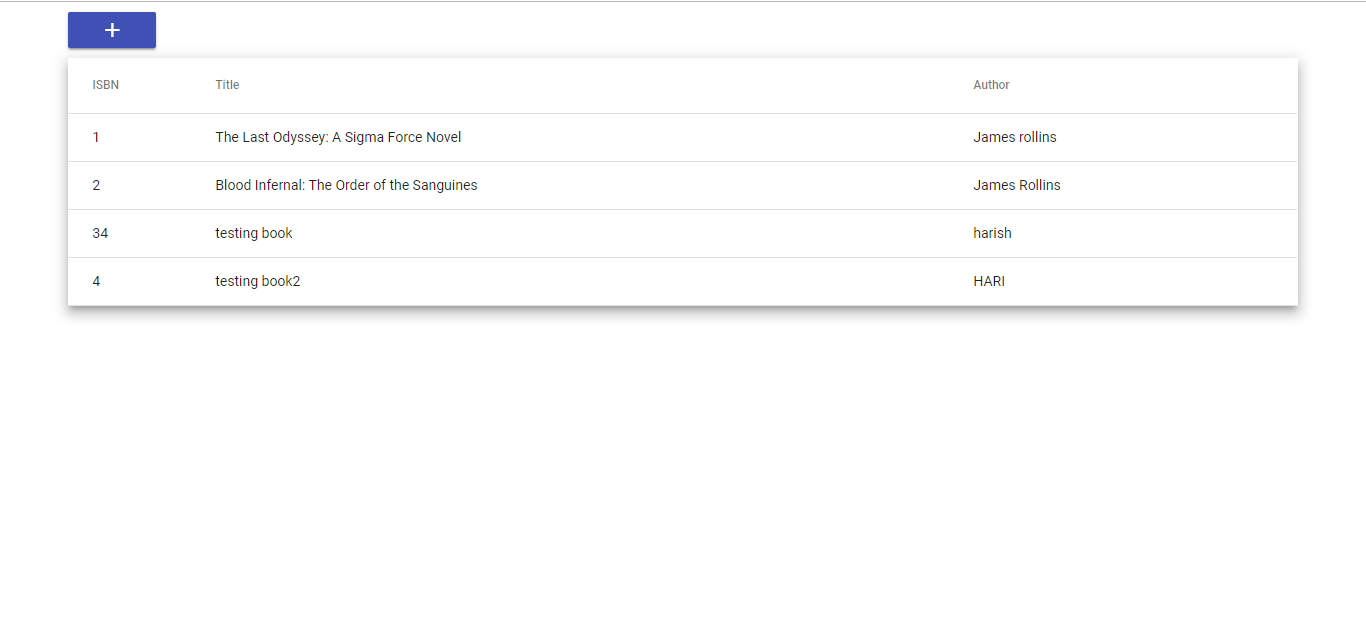 +
ISBN Title Author
1 The Last Odyssey: A Sigma Force Novel James rollins
2 Blood Infernal: The Order of the Sanguines James Rollins
34 testing book harish
4 testing book2 HARI